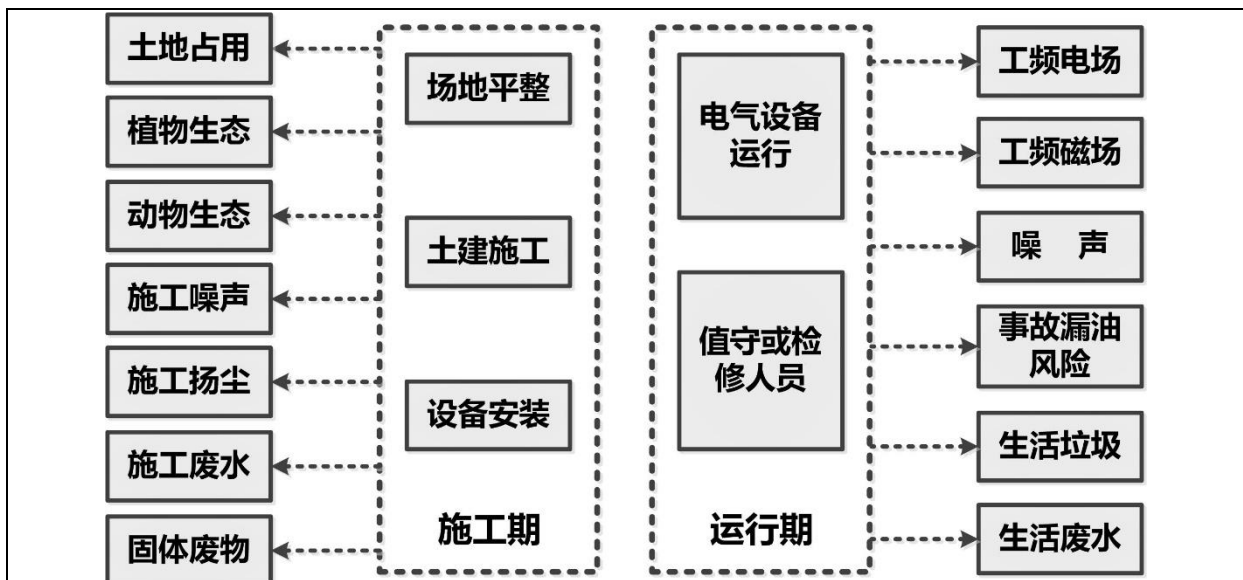 土地占用
植物生态
动物生态
施工噪声
施工扬尘
施工废水
固体废物
场地平整
土建施工
设备安装
施工期
电气设备
运行
值守或检
修人员
运行期
工频电场
工频磁场
噪 声
事故漏油
风险
生活垃圾
生活废水